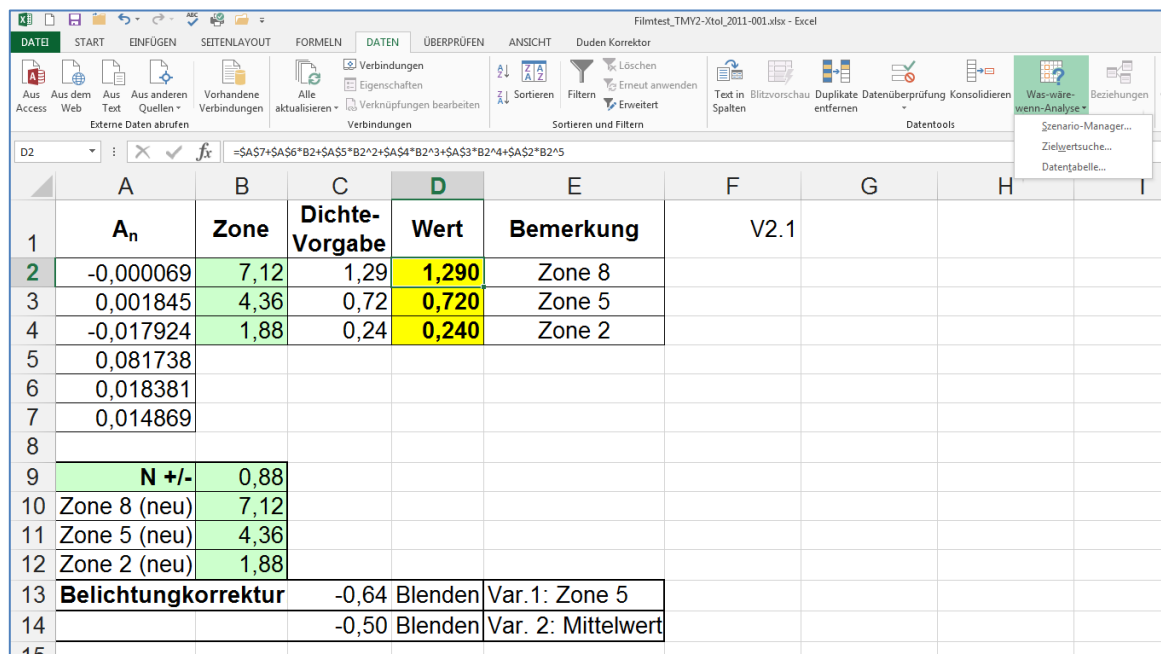 Filmtest_TMY2-Xtol_2011-001.xlsx - Excel
DATEI START EINFÜGEN SEITENLAYOUT FORMELN DATEN ÜBERPRÜFEN ANSICHT Duden Korrektor
Aus Access
Aus dem Web
Aus Text
Aus anderen Quellen
Vorhandene Verbindungen
Externe Daten abrufen
Alle aktualisieren
Verbindungen
Eigenschaften
Verknüpfungen bearbeiten
Verbindungen
Sortieren
Filtern
Löschen
Erneut anwenden
Erweitert
Sortieren und Filtern
Text in Spalten
Blitzvorschau
Duplikate entfernen
Datenüberprüfung
Konsolidieren
Was-wäre-wenn-Analyse
Beziehungen
Datentools
Szenario-Manager...
Zielwertsuche...
Datentabelle...
D2 fx =$A$7+$A$6*B2+$A$5*B2^2+$A$4*B2^3+$A$3*B2^4+$A$2*B2^5
A B C D E F G H I
1 An Zone Dichte-Vorgabe Wert Bemerkung V2.1
2 -0,000069 7,12 1,29 1,290 Zone 8
3 0,001845 4,36 0,72 0,720 Zone 5
4 -0,017924 1,88 0,24 0,240 Zone 2
5 0,081738
6 0,018381
7 0,014869
8
9 N +/- 0,88
10 Zone 8 (neu) 7,12
11 Zone 5 (neu) 4,36
12 Zone 2 (neu) 1,88
13 Belichtungkorrektur -0,64 Blenden Var.1: Zone 5
14 -0,50 Blenden Var. 2: Mittelwert